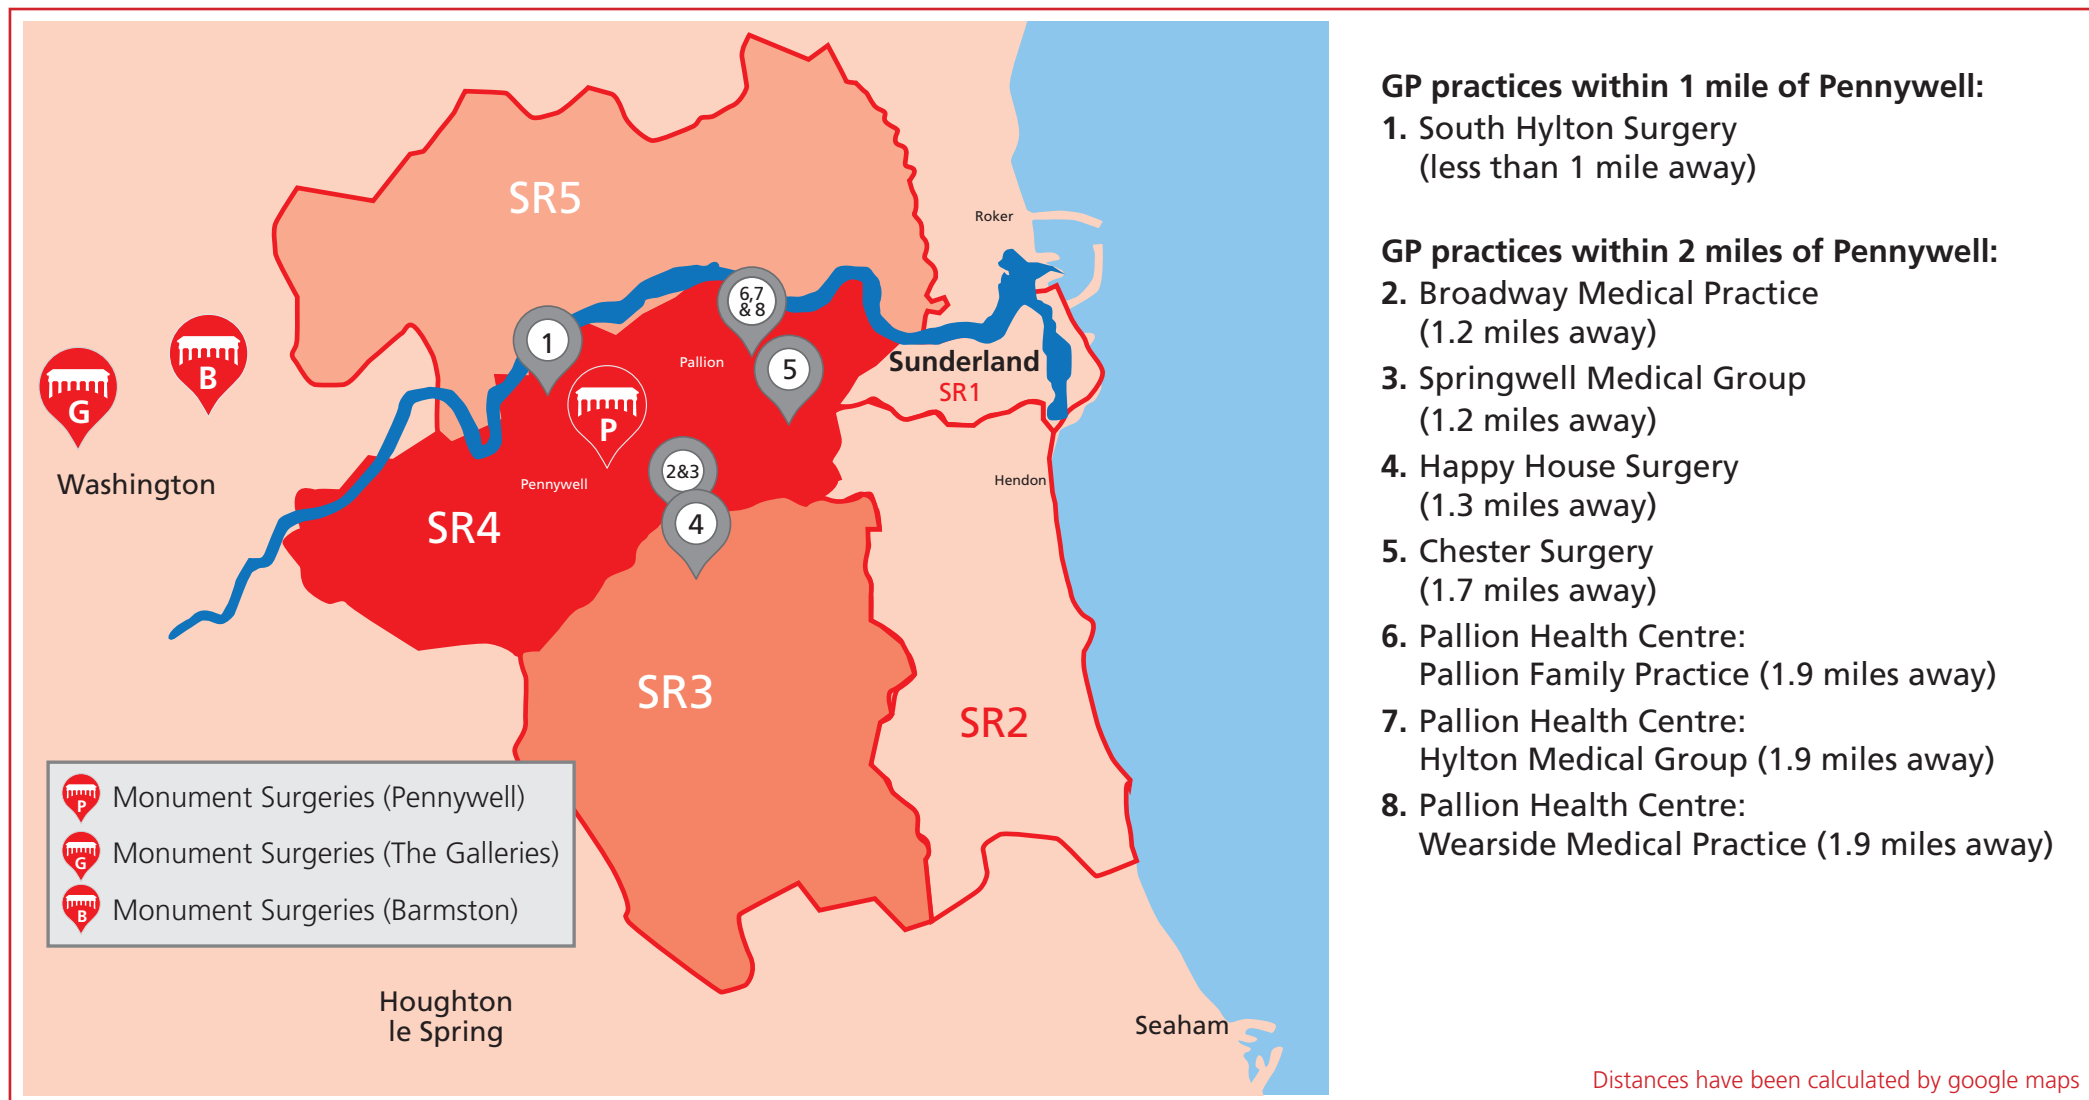 SR5
Roker
6,7
& 8
1
Pallion
5
Sunderland
SR1
B
G
P
Washington
2&3
Pennywell
Hendon
4
SR4
SR3
SR2
P Monument Surgeries (Pennywell)
G Monument Surgeries (The Galleries)
B Monument Surgeries (Barmston)
Houghton
le Spring
Seaham
GP practices within 1 mile of Pennywell:
1. South Hylton Surgery
(less than 1 mile away)
GP practices within 2 miles of Pennywell:
2. Broadway Medical Practice
(1.2 miles away)
3. Springwell Medical Group
(1.2 miles away)
4. Happy House Surgery
(1.3 miles away)
5. Chester Surgery
(1.7 miles away)
6. Pallion Health Centre:
Pallion Family Practice (1.9 miles away)
7. Pallion Health Centre:
Hylton Medical Group (1.9 miles away)
8. Pallion Health Centre:
Wearside Medical Practice (1.9 miles away)
Distances have been calculated by google maps